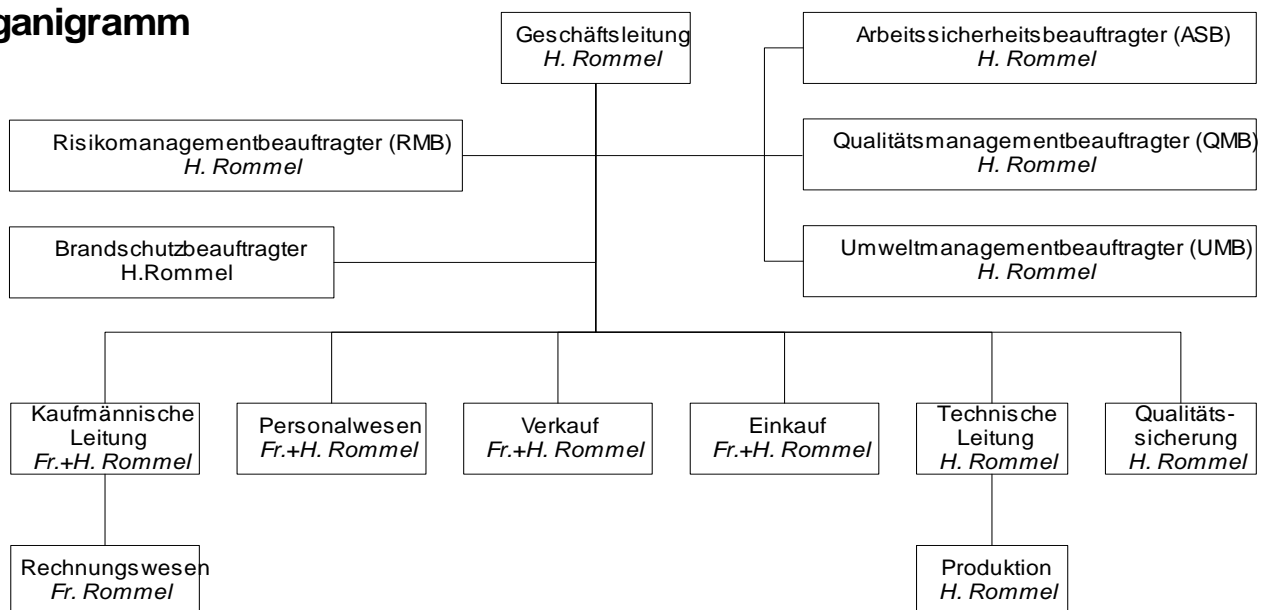 ganigramm
Geschäftsleitung
H. Rommel
Arbeitssicherheitsbeauftragter (ASB)
H. Rommel
Risikomanagementbeauftragter (RMB)
H. Rommel
Qualitätsmanagementbeauftragter (QMB)
H. Rommel
Brandschutzbeauftragter
H.Rommel
Umweltmanagementbeauftragter (UMB)
H. Rommel
Kaufmännische
Leitung
Fr.+H. Rommel
Personalwesen
Fr.+H. Rommel
Verkauf
Fr.+H. Rommel
Einkauf
Fr.+H. Rommel
Technische
Leitung
H. Rommel
Qualitäts-
sicherung
H. Rommel
Rechnungswesen
Fr. Rommel
Produktion
H. Rommel